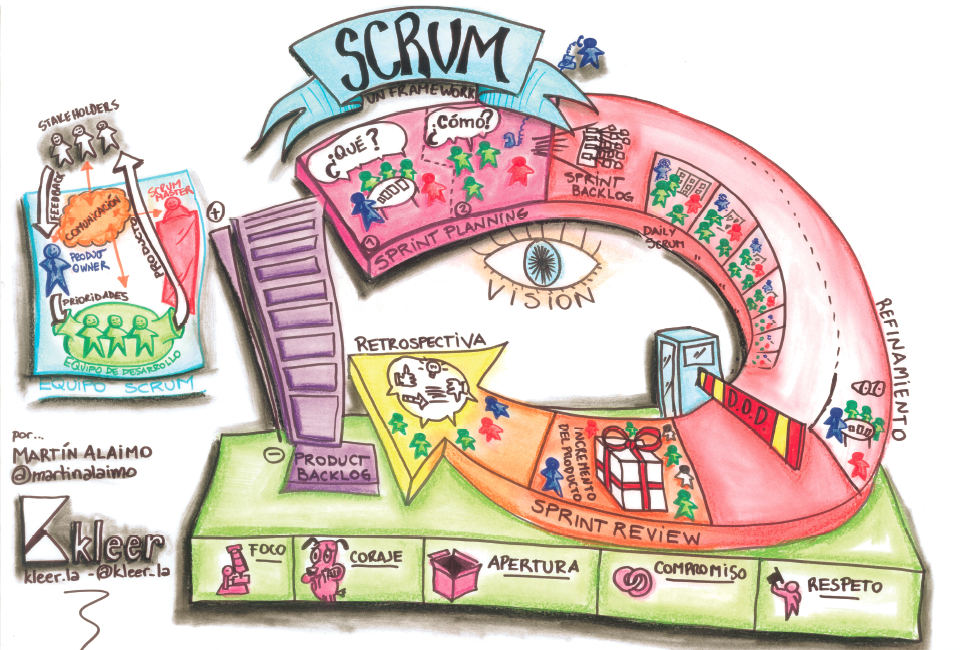 SCRUM
UN FRAMEWORK
STAKEHOLDERS
FEEDBACK
COMUNICACIÓN
SCRUM
MASTER
PRODUCTO
PRODUCT
OWNER
PRIORIDADES
EQUIPO DE DESARROLLO
EQUIPO SCRUM
¿QUÉ?
¿Cómo?
1
2
SPRINT PLANNING
SPRINT
BACKLOG
DAILY
SCRUM
VISION
REFINAMIENTO
D.O.D.
+
-
PRODUCT
BACKLOG
RETROSPECTIVA
INCREMENTO
DEL PRODUCTO
SPRINT REVIEW
FOCO
CORAJE
APERTURA
COMPROMISO
RESPETO
por...
MARTÍN ALAIMO
@martinalaimo
kleer
kleer.la - @kleer_la